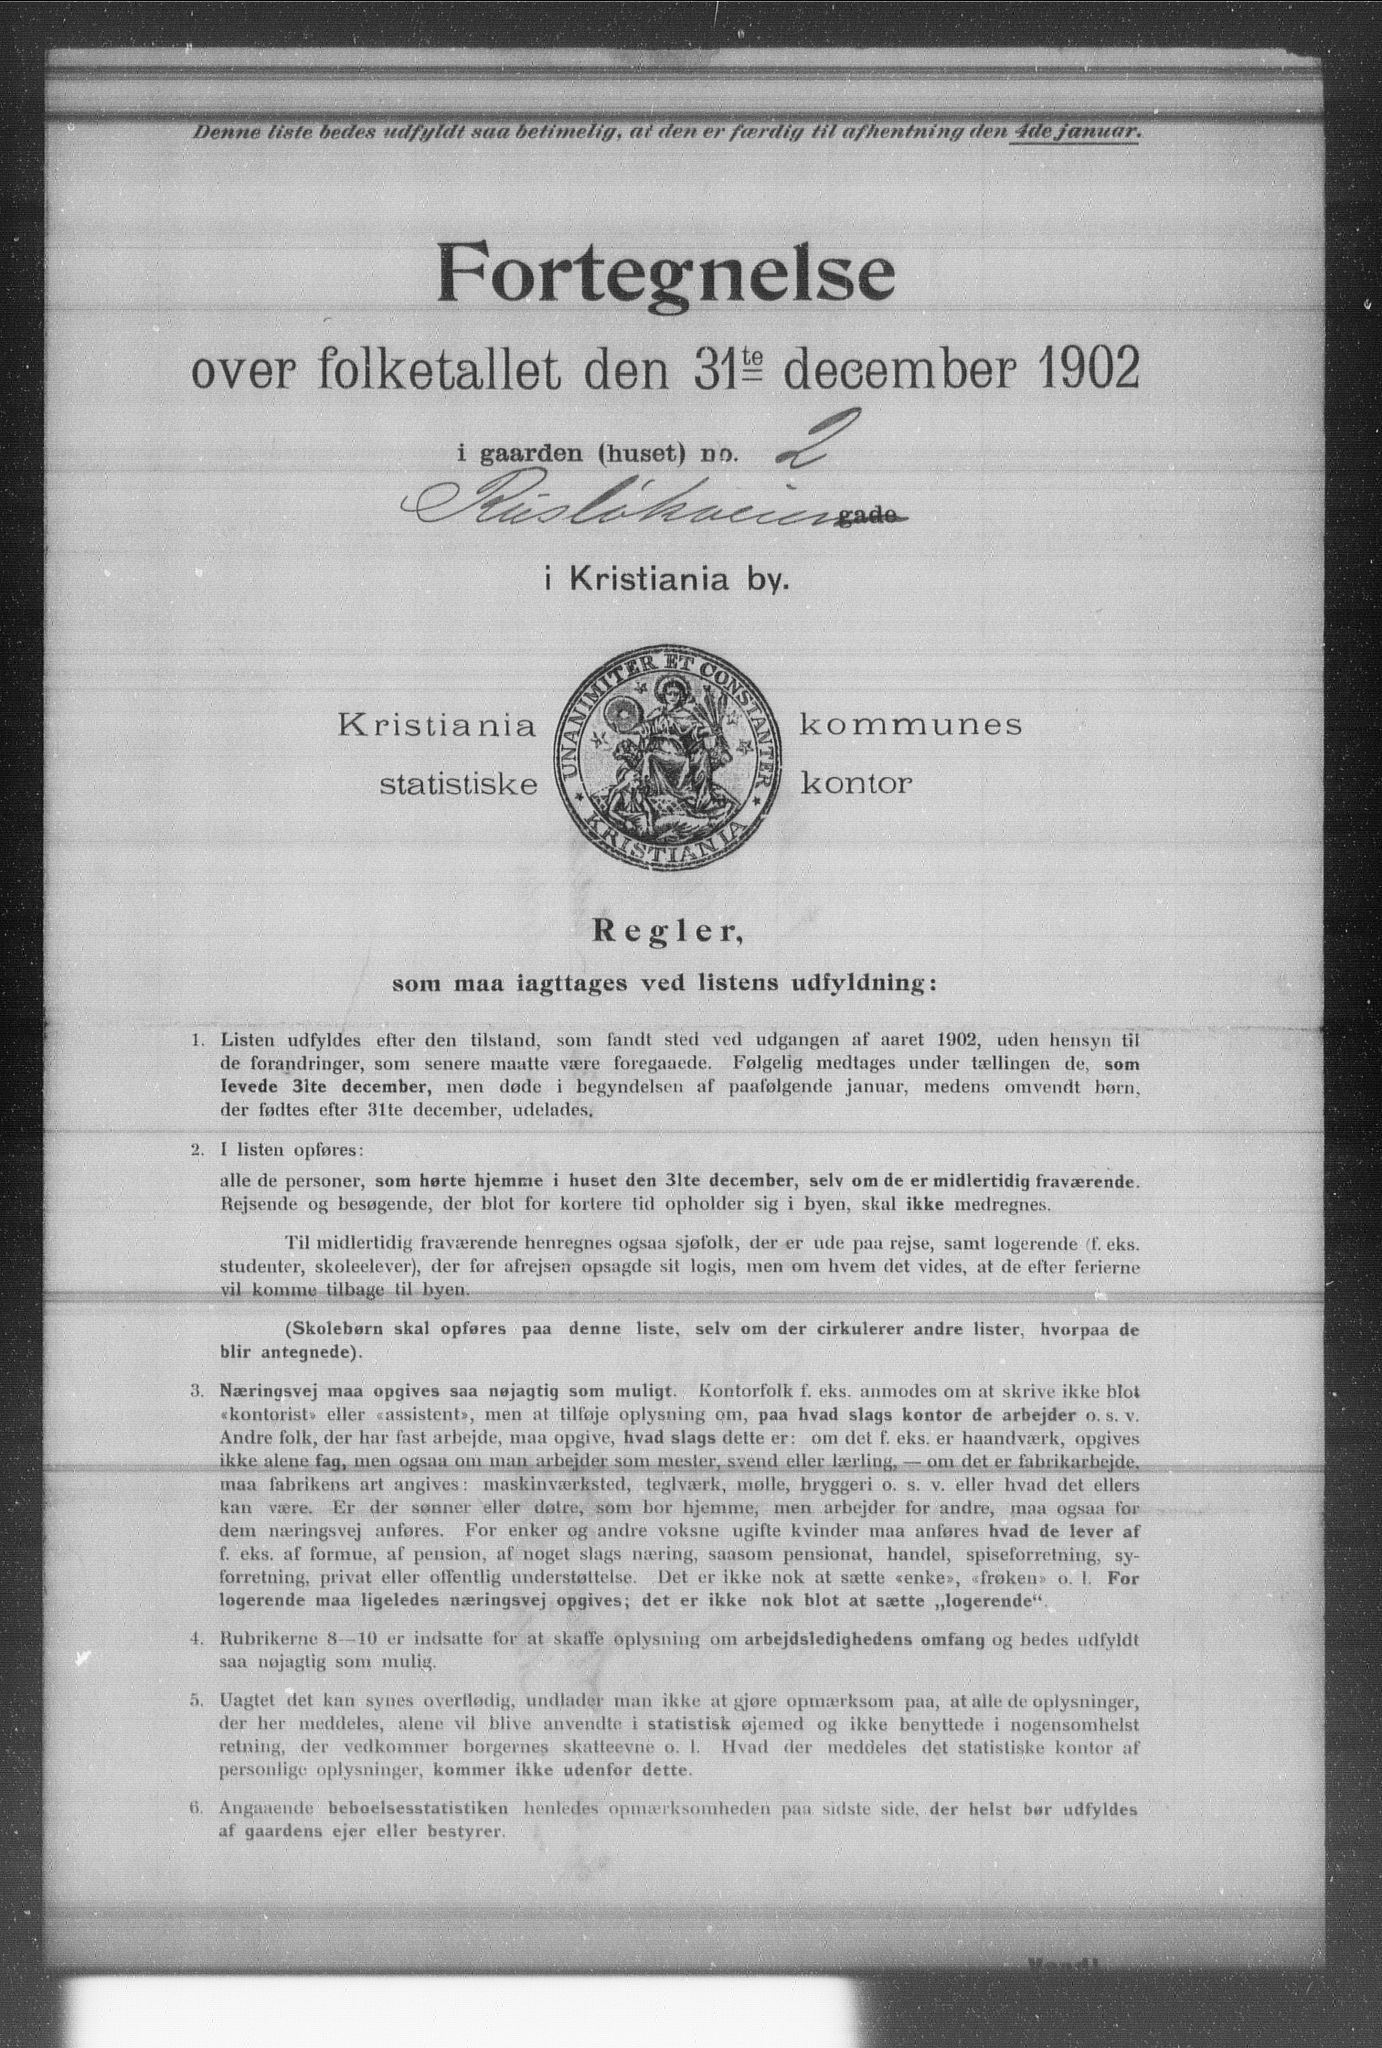 Denne liste bedes udfyldt saa betimelig, at den er færdig til afhentning den 4de januar.
Fortegnelse
over folketallet den 31te december 1902
i gaarden (huset) no. 2
Rusløkveien gade
i Kristiania by.
Kristiania kommunes
statistiske kontor
UNANIMITER ET CONSTANTER
KRISTIANIA
Regler,
som maa iagttages ved listens udfyldning:
1. Listen udfyldes efter den tilstand, som fandt sted ved udgangen af aaret 1902, uden hensyn til
de forandringer, som senere maatte være foregaaede. Følgelig medtages under tællingen de, som
levede 31te december, men døde i begyndelsen af paafølgende januar, medens omvendt børn,
der fødtes efter 31te december, udelades.
2. I listen opføres:
alle de personer, som hørte hjemme i huset den 31te december, selv om de er midlertidig fraværende.
Rejsende og besøgende, der blot for kortere tid opholder sig i byen, skal ikke medregnes.
Til midlertidig fraværende henregnes ogsaa sjøfolk, der er ude paa rejse, samt logerende (f. eks.
studenter, skoleelever), der før afrejsen opsagde sit logis, men om hvem det vides, at de efter ferierne
vil komme tilbage til byen.
(Skolebørn skal opføres paa denne liste, selv om der cirkulerer andre lister, hvorpaa de
blir antegnede).
3. Næringsvej maa opgives saa nøjagtig som muligt. Kontorfolk f. eks. anmodes om at skrive ikke blot
«kontorist» eller «assistent», men at tilføje oplysning om, paa hvad slags kontor de arbejder o. s. v.
Andre folk, der har fast arbejde, maa opgive, hvad slags dette er: om det f. eks. er haandværk, opgives
ikke alene fag, men ogsaa om man arbejder som mester, svend eller lærling, — om det er fabrikarbejde,
maa fabrikens art angives: maskinværksted, teglværk, mølle, bryggeri o. s. v. eller hvad det ellers
kan være. Er der sønner eller døtre, som bor hjemme, men arbejder for andre, maa ogsaa for
dem næringsvej anføres. For enker og andre voksne ugifte kvinder maa anføres hvad de lever af
f. eks. af formue, af pension, af noget slags næring, saasom pensionat, handel, spiseforretning, sy-
forretning, privat eller offentlig understøttelse. Det er ikke nok at sætte «enke», «frøken» o. l. For
logerende maa ligeledes næringsvej opgives; det er ikke nok blot at sætte „logerende“.
4. Rubrikerne 8—10 er indsatte for at skaffe oplysning om arbejdsledighedens omfang og bedes udfyldt
saa nøjagtig som mulig.
5. Uagtet det kan synes overflødig, undlader man ikke at gjøre opmærksom paa, at alle de oplysninger,
der her meddeles, alene vil blive anvendte i statistisk øjemed og ikke benyttede i nogensomhelst
retning, der vedkommer borgernes skatteevne o. l. Hvad der meddeles det statistiske kontor af
personlige oplysninger, kommer ikke udenfor dette.
6. Angaaende beboelsesstatistiken henledes opmærksomheden paa sidste side, der helst bør udfyldes
af gaardens ejer eller bestyrer.
Vend!